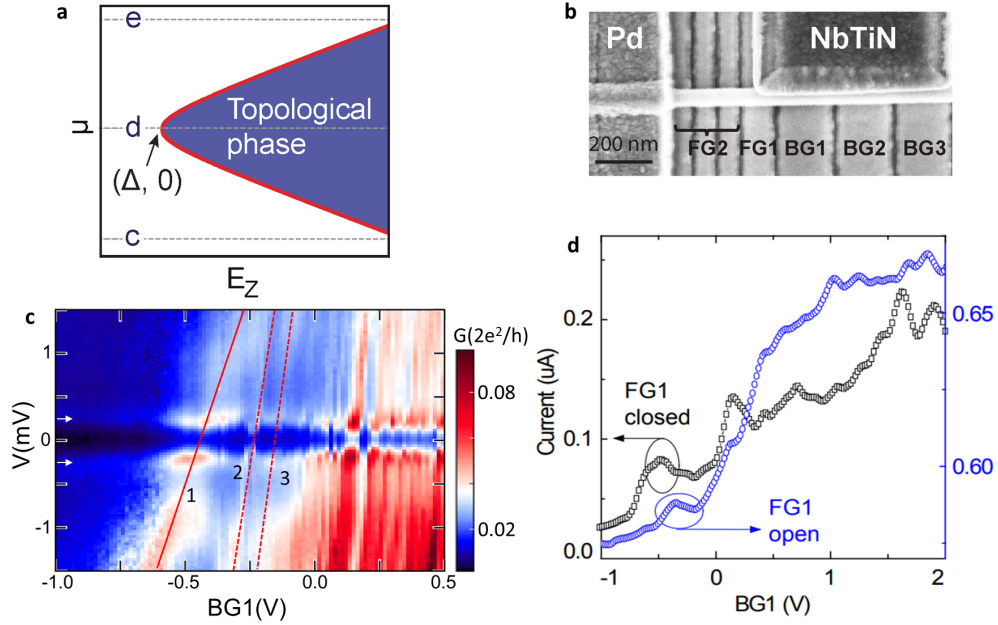 a
e
μ
d
Topological
phase
(Δ, 0)
c
E_Z
b
Pd
NbTiN
200 nm
FG2
FG1
BG1
BG2
BG3
c
G(2e²/h)
V(mV)
1
0
-1
1
2
3
0.08
0.02
-1.0
-0.5
0.0
0.5
BG1(V)
d
Current (uA)
0.2
0.1
0.0
FG1
closed
FG1
open
0.65
0.60
-1
0
1
2
BG1 (V)